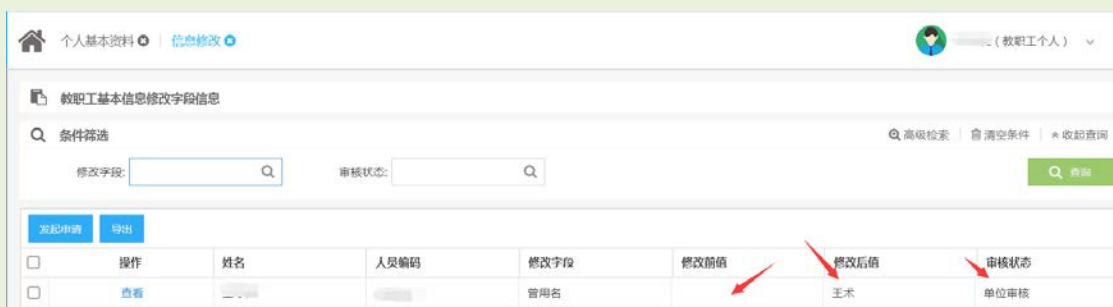 个人基本资料 信息修改 (教职工个人)
教职工基本信息修改字段信息
条件筛选 高级检索 清空条件 收起查询
修改字段: 审核状态: 查询
发起申请 导出
操作 姓名 人员编码 修改字段 修改前值 修改后值 审核状态
查看 曾用名 王术 单位审核